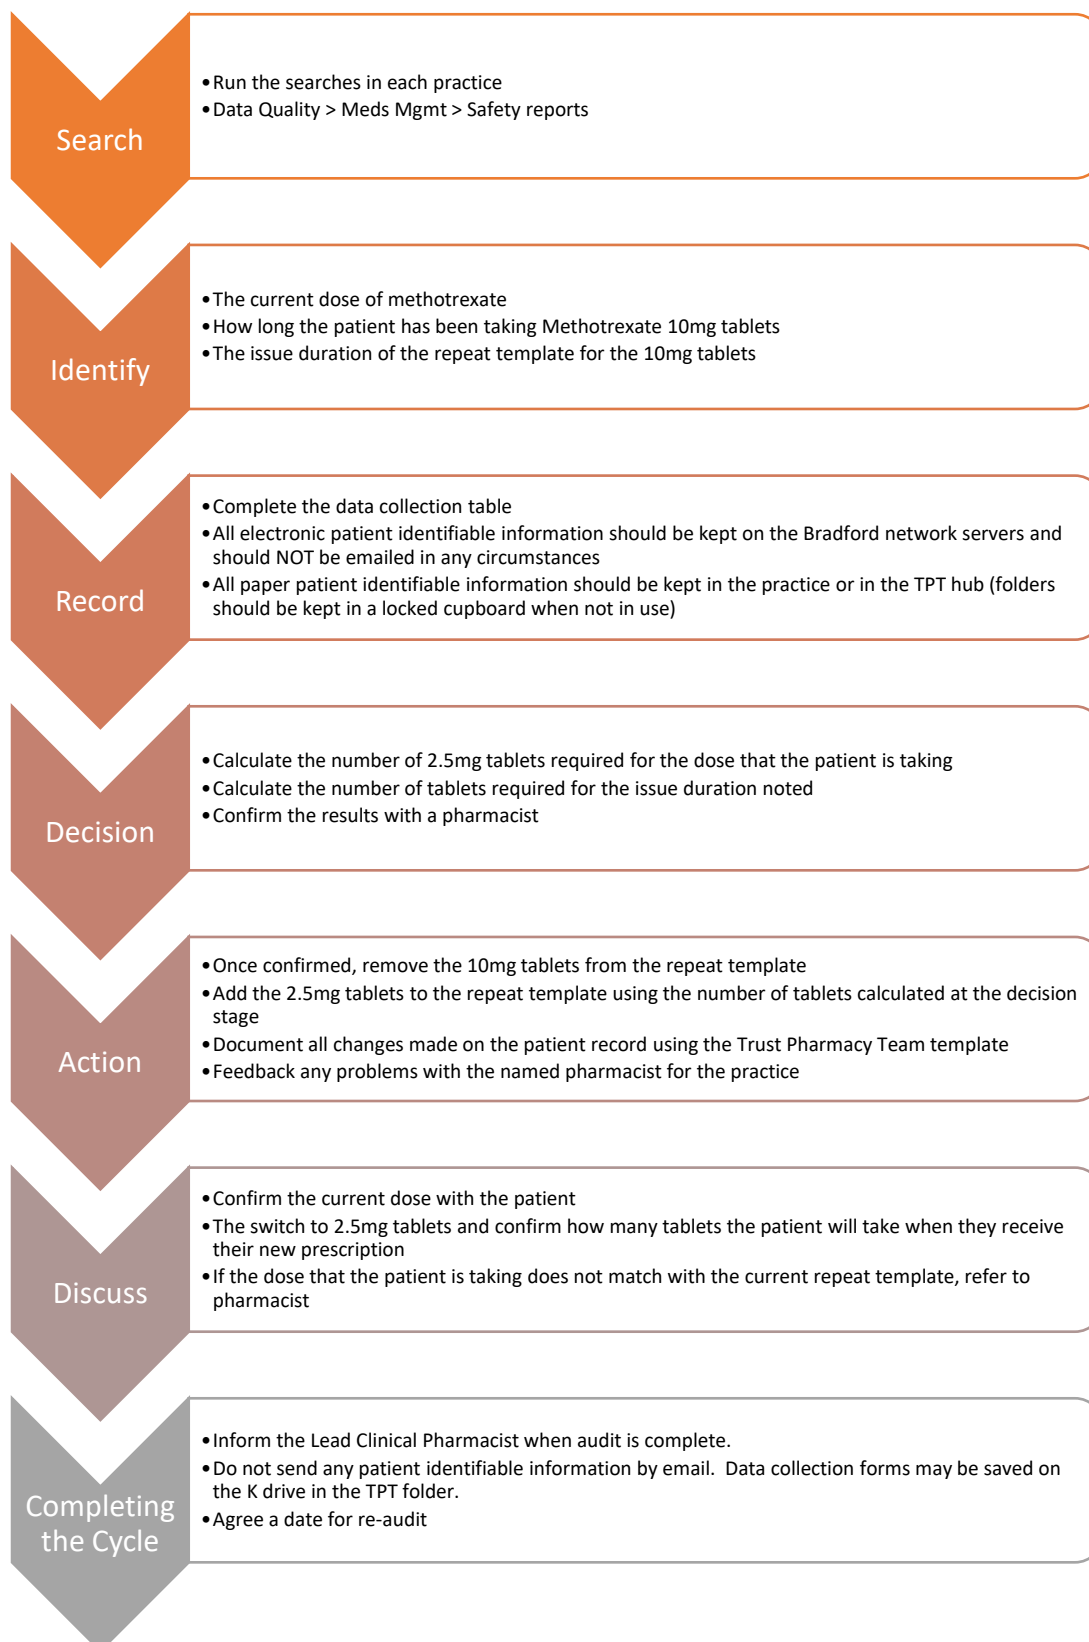 Search
•Run the searches in each practice
•Data Quality > Meds Mgmt > Safety reports
Identify
•The current dose of methotrexate
•How long the patient has been taking Methotrexate 10mg tablets
•The issue duration of the repeat template for the 10mg tablets
Record
•Complete the data collection table
•All electronic patient identifiable information should be kept on the Bradford network servers and
should NOT be emailed in any circumstances
•All paper patient identifiable information should be kept in the practice or in the TPT hub (folders
should be kept in a locked cupboard when not in use)
Decision
•Calculate the number of 2.5mg tablets required for the dose that the patient is taking
•Calculate the number of tablets required for the issue duration noted
•Confirm the results with a pharmacist
Action
•Once confirmed, remove the 10mg tablets from the repeat template
•Add the 2.5mg tablets to the repeat template using the number of tablets calculated at the decision
stage
•Document all changes made on the patient record using the Trust Pharmacy Team template
•Feedback any problems with the named pharmacist for the practice
Discuss
•Confirm the current dose with the patient
•The switch to 2.5mg tablets and confirm how many tablets the patient will take when they receive
their new prescription
•If the dose that the patient is taking does not match with the current repeat template, refer to
pharmacist
Completing
the Cycle
•Inform the Lead Clinical Pharmacist when audit is complete.
•Do not send any patient identifiable information by email.  Data collection forms may be saved on
the K drive in the TPT folder.
•Agree a date for re-audit